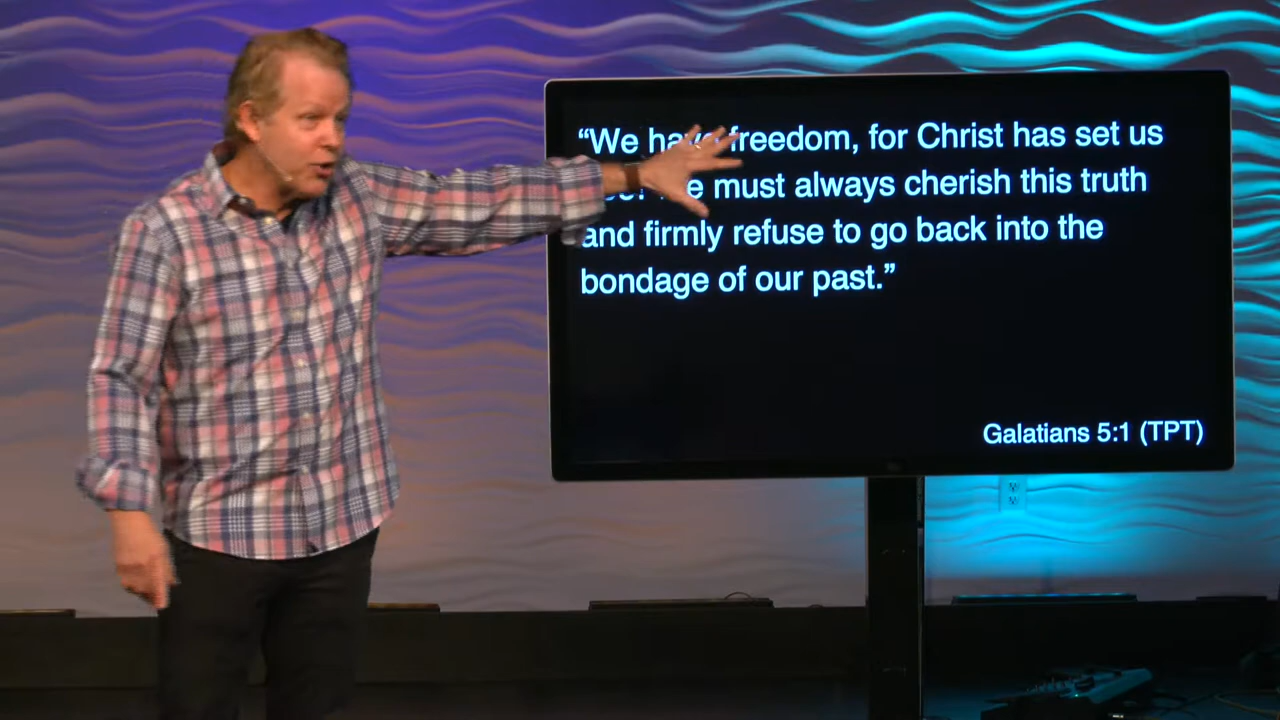 “We have freedom, for Christ has set us
must always cherish this truth
and firmly refuse to go back into the
bondage of our past.”
Galatians 5:1 (TPT)